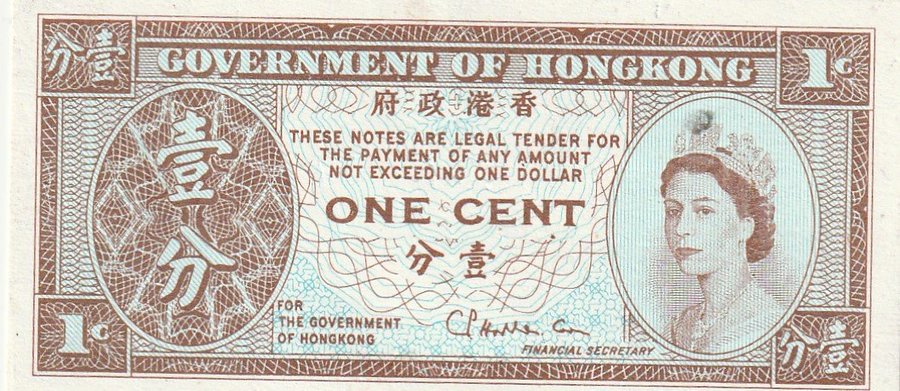 分壹
GOVERNMENT OF HONGKONG
1c
府政港香
THESE NOTES ARE LEGAL TENDER FOR
THE PAYMENT OF ANY AMOUNT
NOT EXCEEDING ONE DOLLAR
壹分
ONE CENT
分壹
FOR
THE GOVERNMENT
OF HONGKONG
FINANCIAL SECRETARY
1c
分壹